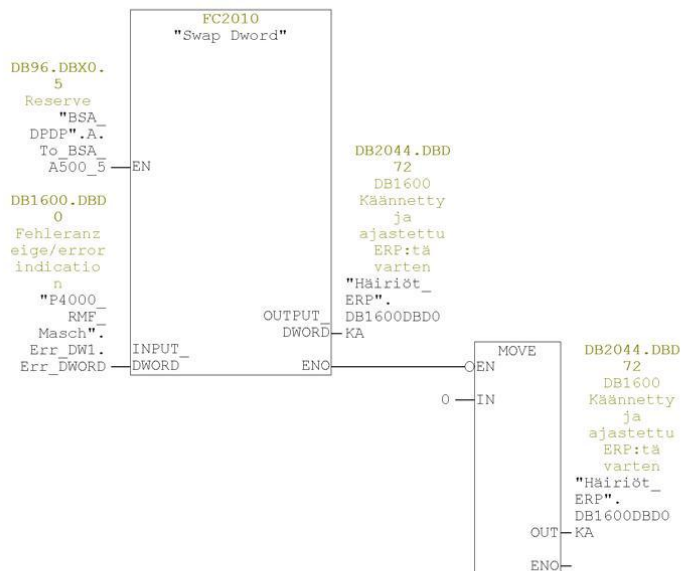 FC2010
"Swap Dword"
DB96.DBX0.
5
Reserve
"BSA_
DPDP".A.
To_BSA_
A500_5
EN
DB1600.DBD
0
Fehleranz
eige/error
indicatio
n
"P4000_
RMF_
Masch".
Err_DW1.
Err_DWORD
INPUT_
DWORD
DB2044.DBD
72
DB1600
Käännetty
ja
ajastettu
ERP:tä
varten
"Häiriöt_
ERP".
DB1600DBD0
KA
OUTPUT_
DWORD
ENO
MOVE
EN
0
IN
DB2044.DBD
72
DB1600
Käännetty
ja
ajastettu
ERP:tä
varten
"Häiriöt_
ERP".
DB1600DBD0
KA
OUT
ENO